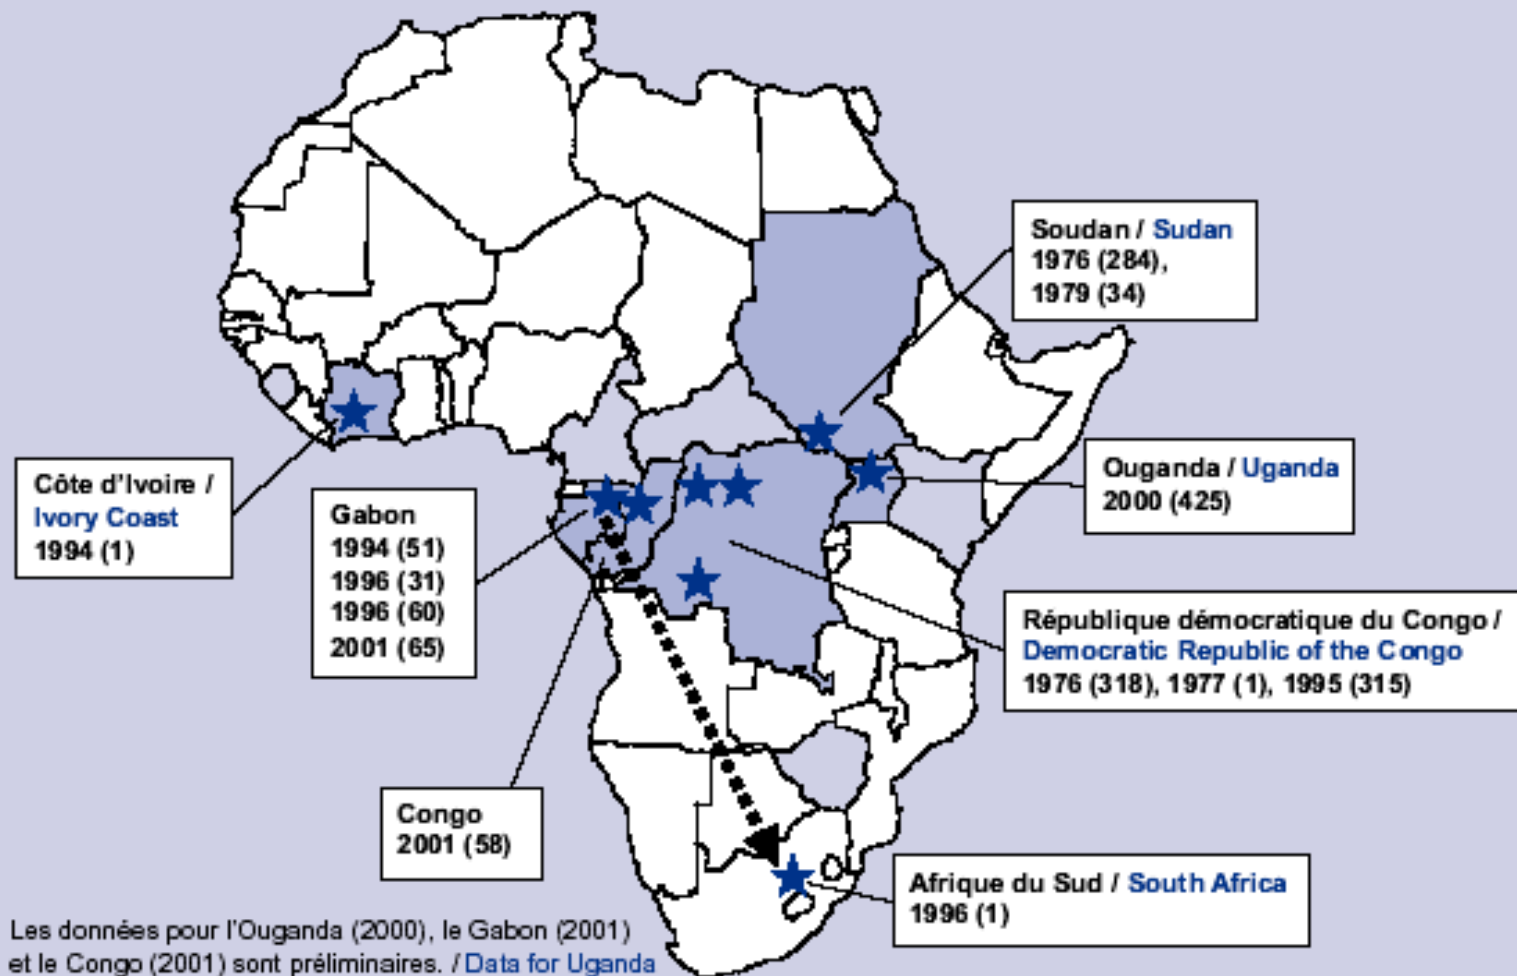 Soudan / Sudan
1976 (284),
1979 (34)
Côte d'Ivoire /
Ivory Coast
1994 (1)
Gabon
1994 (51)
1996 (31)
1996 (60)
2001 (65)
Ouganda / Uganda
2000 (425)
République démocratique du Congo /
Democratic Republic of the Congo
1976 (318), 1977 (1), 1995 (315)
Congo
2001 (58)
Afrique du Sud / South Africa
1996 (1)
Les données pour l'Ouganda (2000), le Gabon (2001)
et le Congo (2001) sont préliminaires. / Data for Uganda